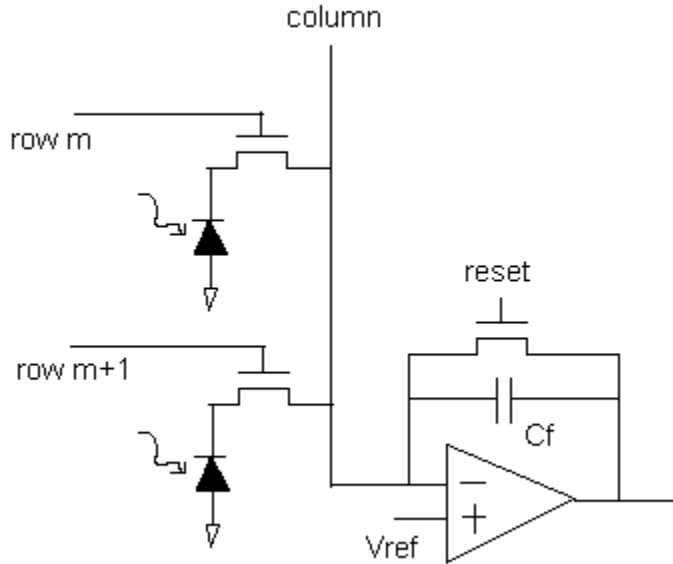 column
row m
reset
row m+1
Cf
−
+
Vref